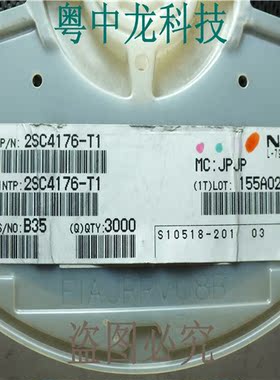 粤中龙科技
P/N: 2SC4176-T1
INTP: 2SC4176-T1
MC: JPJP
(1T)LOT: 155A02
S/NO: B35
(Q)QTY: 3000
S10518-201 03
盗图必究